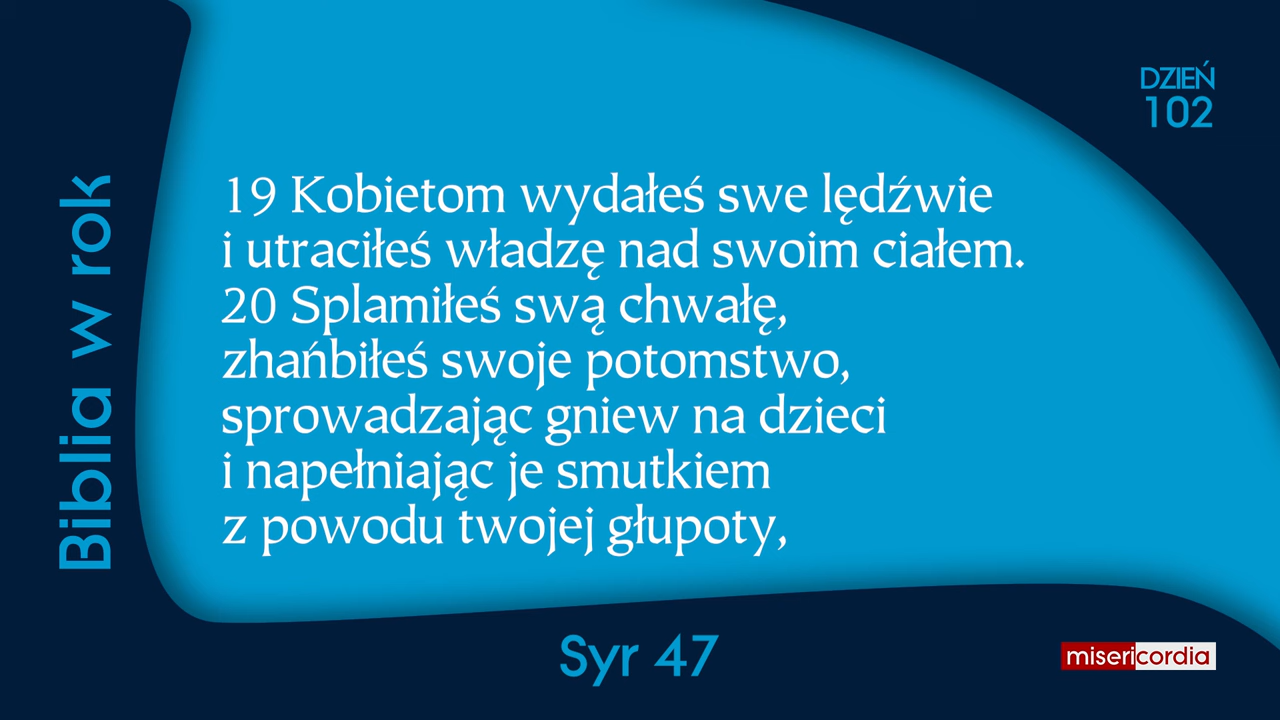 DZIEŃ
102
Biblia w rok
19 Kobietom wydałeś swe lędźwie
i utraciłeś władzę nad swoim ciałem.
20 Splamiłeś swą chwałę,
zhańbiłeś swoje potomstwo,
sprowadzając gniew na dzieci
i napełniając je smutkiem
z powodu twojej głupoty,
Syr 47
misericordia